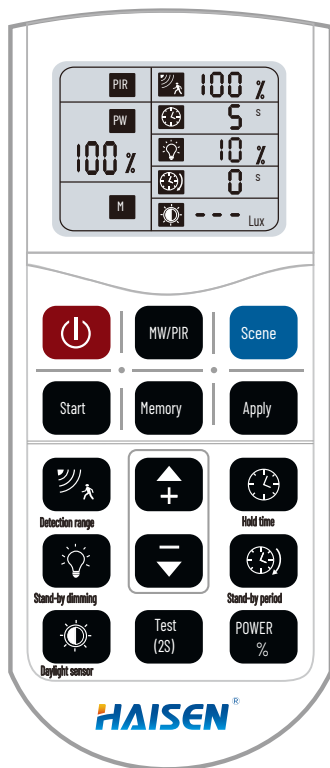 PIR 100 %
PW 5 s
100 % 10 %
0 s
M - - - Lux
MW/PIR Scene
Start Memory Apply
Detection range + Hold time
Stand-by dimming − Stand-by period
Test
(2S)
POWER
%
Daylight sensor
HAISEN®